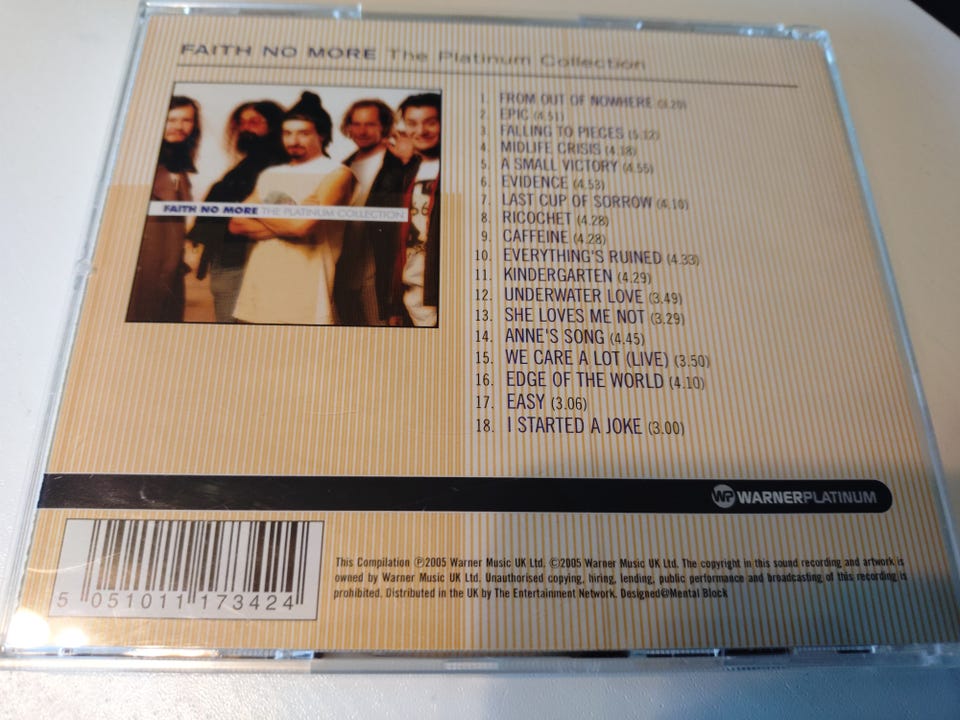 FAITH NO MORE The Platinum Collection
FAITH NO MORE THE PLATINUM COLLECTION
66
1. FROM OUT OF NOWHERE (3.20)
2. EPIC (4.51)
3. FALLING TO PIECES (5.12)
4. MIDLIFE CRISIS (4.18)
5. A SMALL VICTORY (4.55)
6. EVIDENCE (4.53)
7. LAST CUP OF SORROW (4.10)
8. RICOCHET (4.28)
9. CAFFEINE (4.28)
10. EVERYTHING'S RUINED (4.33)
11. KINDERGARTEN (4.29)
12. UNDERWATER LOVE (3.49)
13. SHE LOVES ME NOT (3.29)
14. ANNE'S SONG (4.45)
15. WE CARE A LOT (LIVE) (3.50)
16. EDGE OF THE WORLD (4.10)
17. EASY (3.06)
18. I STARTED A JOKE (3.00)
WP WARNERPLATINUM
This Compilation ℗2005 Warner Music UK Ltd. ©2005 Warner Music UK Ltd. The copyright in this sound recording and artwork is
owned by Warner Music UK Ltd. Unauthorised copying, hiring, lending, public performance and broadcasting of this recording is
prohibited. Distributed in the UK by The Entertainment Network. Designed@Mental Block
5 051011 173424